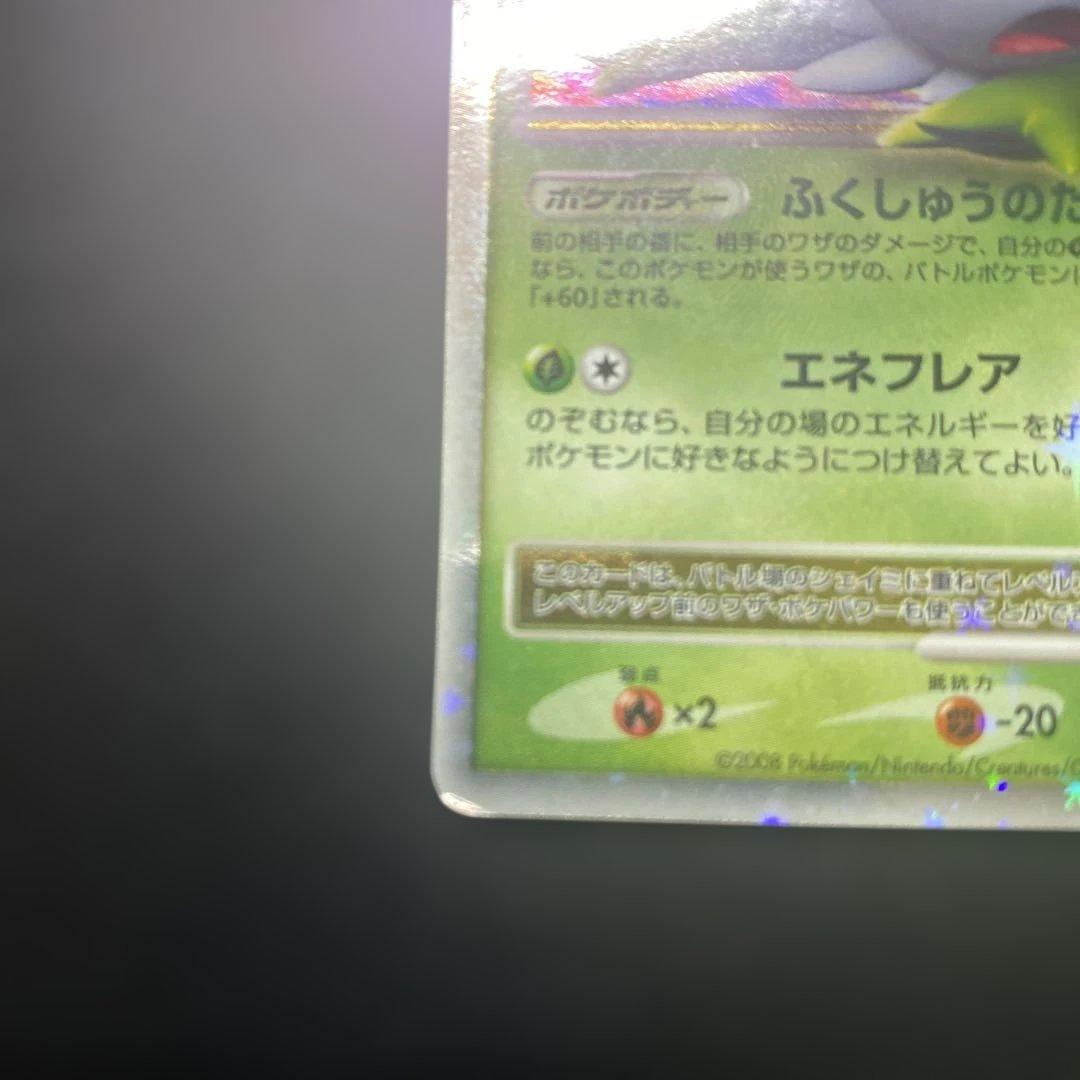 ポケボディー ふくしゅうのた
前の相手の番に、相手のワザのダメージで、自分の
なら、このポケモンが使うワザの、バトルポケモンに
「+60」される。
エネフレア
のぞむなら、自分の場のエネルギーを好
ポケモンに好きなようにつけ替えてよい。
このカードは、バトル場のシェイミに重ねてレベル
レベルアップ前のワザ・ポケパワーも使うことができ
弱点 抵抗力
×2 -20
©2008 Pokémon/Nintendo/Creatures/G